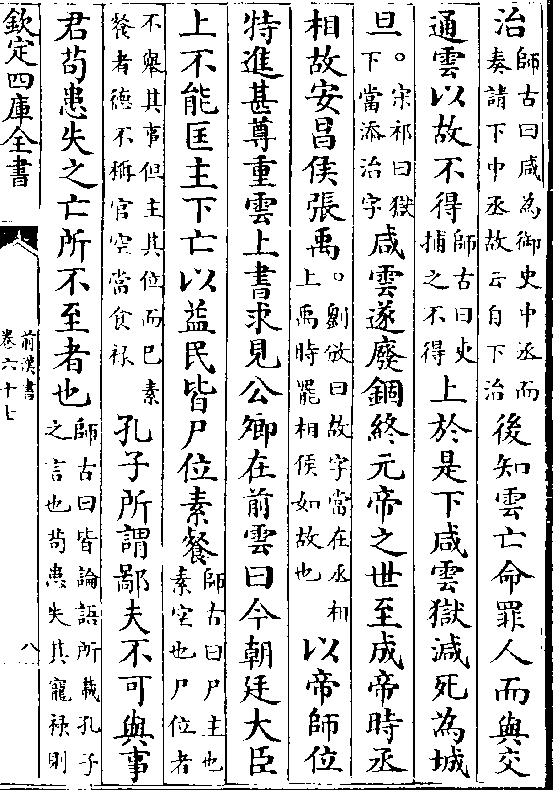 治師古曰咸為御史中丞而奏請下中丞故云自下治後知雲亡命罪人而與交
通雲以故不得師古曰吏捕之不得上於是下咸雲獄減死為城
旦。宋祁曰獄下當添治字咸雲遂廢錮終元帝之世至成帝時丞
相故安昌侯張禹。劉攽曰故字當在丞相上禹時罷相侯如故也以帝師位
特進甚尊重雲上書求見公卿在前雲曰今朝廷大臣
上不能匡主下亡以益民皆尸位素餐師古曰尸主也素空也尸位者
不舉其事但主其位而已素餐者德不稱官空當食祿孔子所謂鄙夫不可與事
君苟患失之亡所不至者也師古曰皆論語所載孔子之言也苟患失其寵祿則
欽定四庫全書
前漢書
卷六十七
八